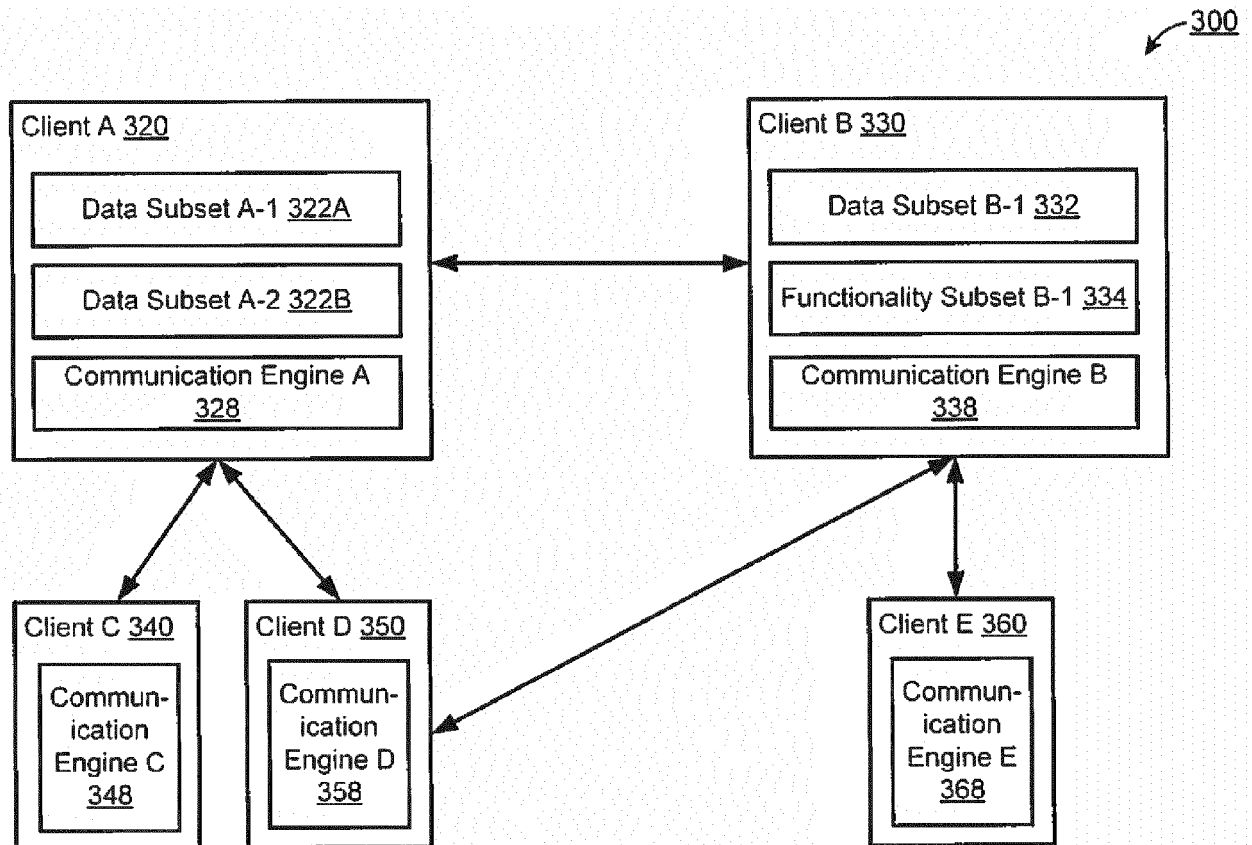 300
Client A 320
Data Subset A-1 322A
Data Subset A-2 322B
Communication Engine A
328
Client B 330
Data Subset B-1 332
Functionality Subset B-1 334
Communication Engine B
338
Client C 340
Commun-
ication
Engine C
348
Client D 350
Commun-
ication
Engine D
358
Client E 360
Commun-
ication
Engine E
368